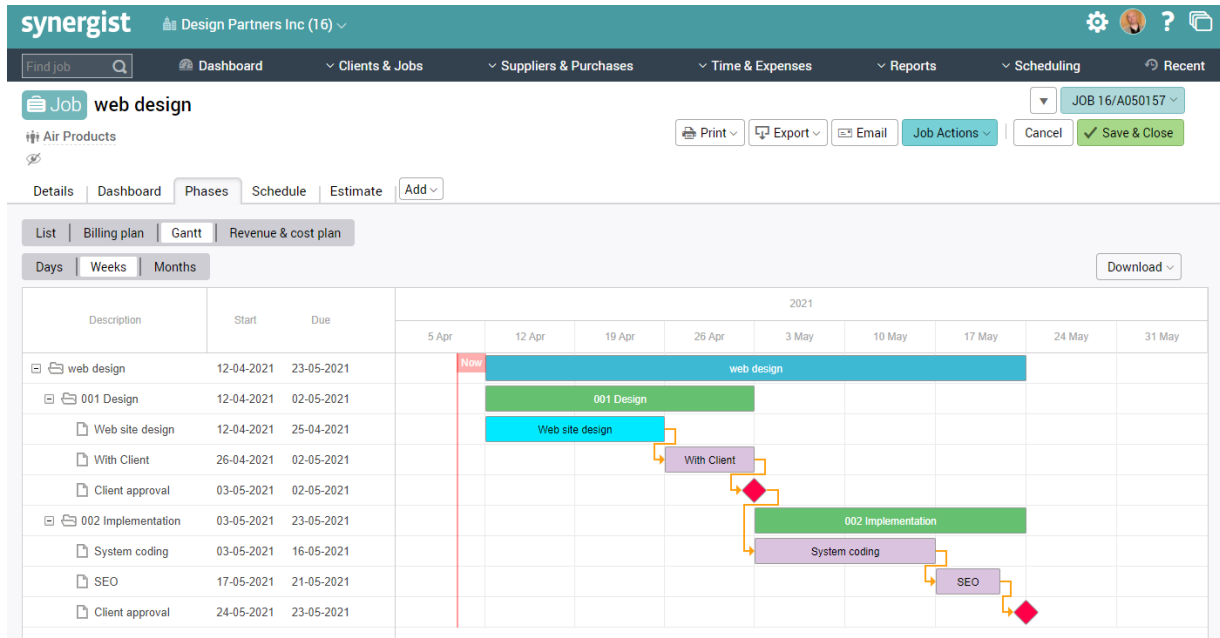 synergist Design Partners Inc (16) ?
Find job Dashboard Clients & Jobs Suppliers & Purchases Time & Expenses Reports Scheduling Recent
Job web design JOB 16/A050157
Air Products Print Export Email Job Actions Cancel Save & Close
Details Dashboard Phases Schedule Estimate Add
List Billing plan Gantt Revenue & cost plan
Days Weeks Months Download
Description Start Due 2021
5 Apr 12 Apr 19 Apr 26 Apr 3 May 10 May 17 May 24 May 31 May
web design 12-04-2021 23-05-2021 Now web design
001 Design 12-04-2021 02-05-2021 001 Design
Web site design 12-04-2021 25-04-2021 Web site design
With Client 26-04-2021 02-05-2021 With Client
Client approval 03-05-2021 02-05-2021
002 Implementation 03-05-2021 23-05-2021 002 Implementation
System coding 03-05-2021 16-05-2021 System coding
SEO 17-05-2021 21-05-2021 SEO
Client approval 24-05-2021 23-05-2021